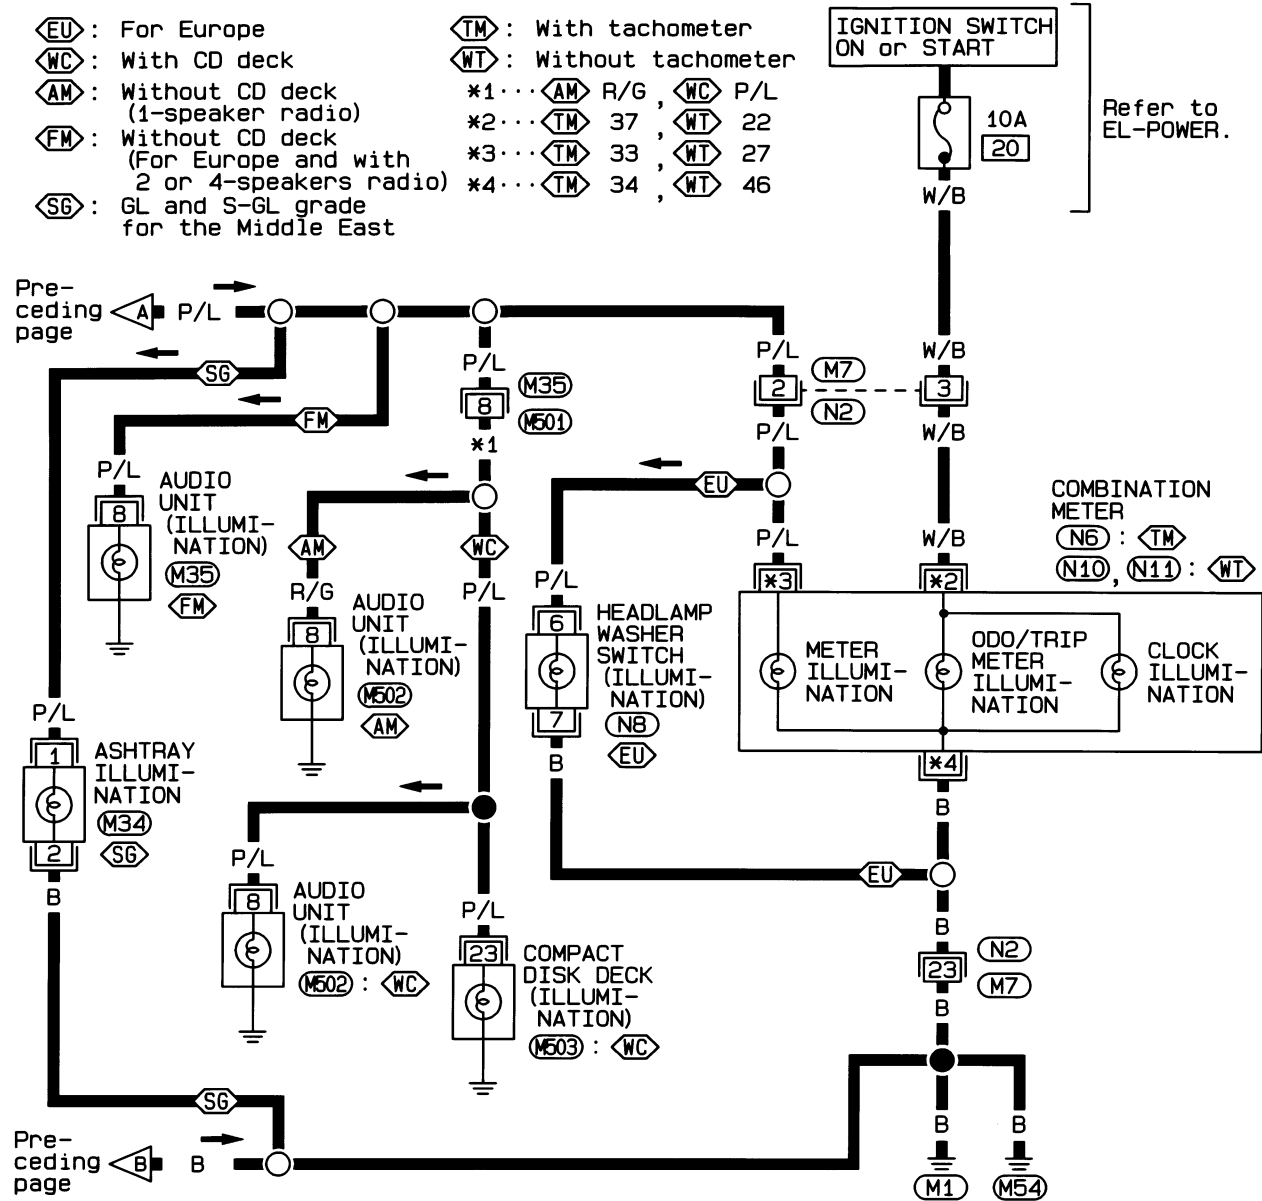 EU : For Europe
WC : With CD deck
AM : Without CD deck
(1-speaker radio)
FM : Without CD deck
(For Europe and with
2 or 4-speakers radio)
SG : GL and S-GL grade
for the Middle East
TM : With tachometer
WT : Without tachometer
*1 ··· AM R/G , WC P/L
*2 ··· TM 37 , WT 22
*3 ··· TM 33 , WT 27
*4 ··· TM 34 , WT 46
IGNITION SWITCH
ON or START
10A
20
Refer to
EL-POWER.
W/B
Pre-
ceding
page
A
P/L
SG
P/L
M35
8
M501
*1
P/L
M7
2
N2
P/L
W/B
3
W/B
FM
P/L
8
AUDIO
UNIT
(ILLUMI-
NATION)
M35
FM
AM
R/G
8
AUDIO
UNIT
(ILLUMI-
NATION)
M502
AM
WC
P/L
EU
P/L
W/B
P/L
6
7
B
HEADLAMP
WASHER
SWITCH
(ILLUMI-
NATION)
N8
EU
COMBINATION
METER
N6 : TM
N10 , N11 : WT
*3
*2
METER
ILLUMI-
NATION
ODO/TRIP
METER
ILLUMI-
NATION
CLOCK
ILLUMI-
NATION
*4
B
P/L
1
2
B
ASHTRAY
ILLUMI-
NATION
M34
SG
P/L
8
AUDIO
UNIT
(ILLUMI-
NATION)
M502 : WC
P/L
23
COMPACT
DISK DECK
(ILLUMI-
NATION)
M503 : WC
EU
B
N2
23
M7
B
SG
Pre-
ceding
page
B
B
B
B
M1
M54